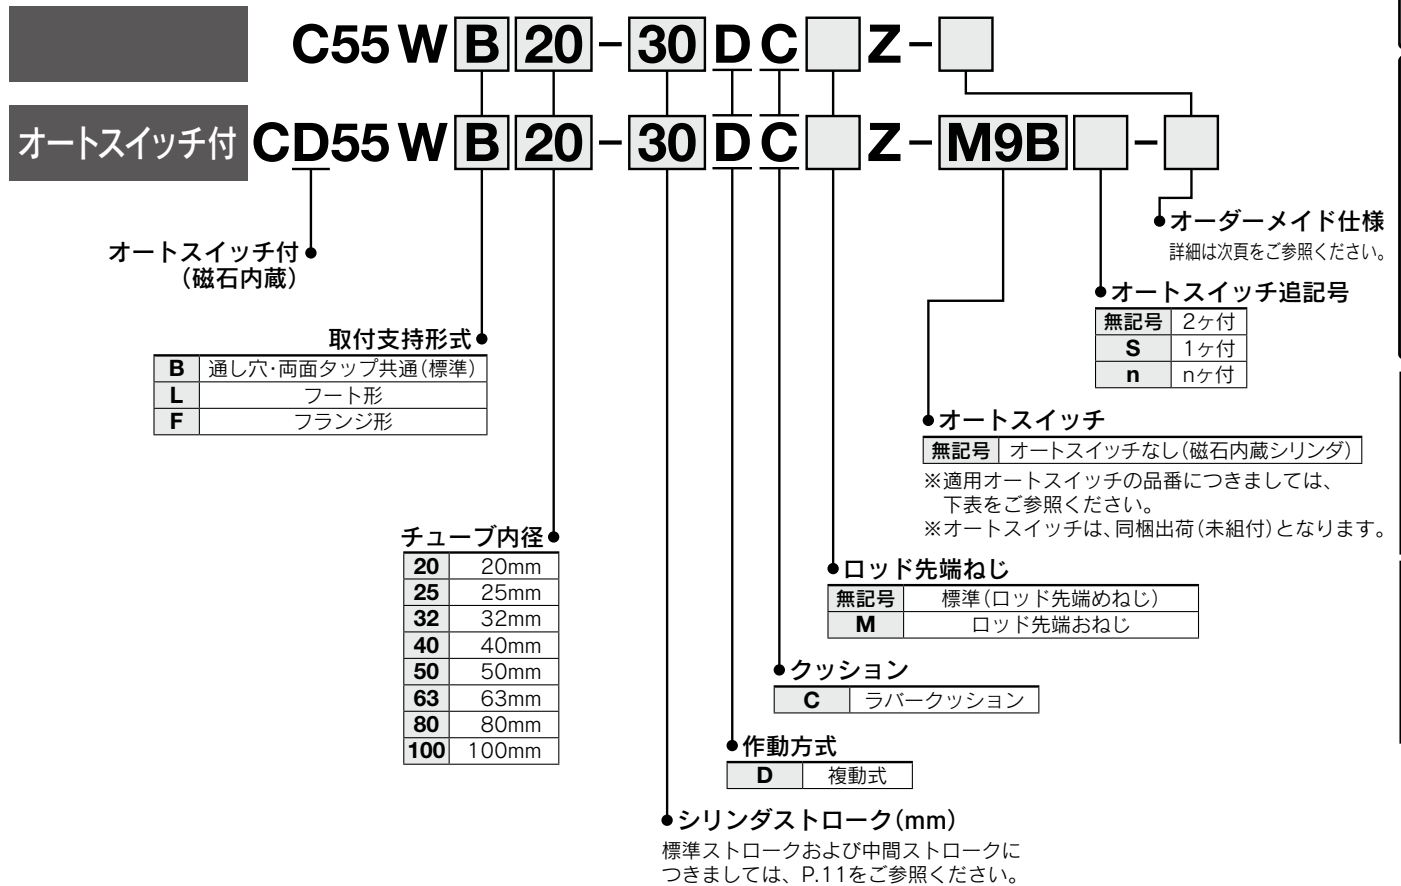 C55WB20-30DC Z-
オートスイッチ付 CD55WB20-30DC Z-M9B -
オートスイッチ付
（磁石内蔵）
取付支持形式
B 通し穴・両面タップ共通（標準）
L フート形
F フランジ形
チューブ内径
20 20mm
25 25mm
32 32mm
40 40mm
50 50mm
63 63mm
80 80mm
100 100mm
オーダーメイド仕様
詳細は次頁をご参照ください。
オートスイッチ追記号
無記号 2ヶ付
S 1ヶ付
n nヶ付
オートスイッチ
無記号 オートスイッチなし（磁石内蔵シリンダ）
※適用オートスイッチの品番につきましては、
下表をご参照ください。
※オートスイッチは、同梱出荷（未組付）となります。
ロッド先端ねじ
無記号 標準（ロッド先端めねじ）
M ロッド先端おねじ
クッション
C ラバークッション
作動方式
D 複動式
シリンダストローク（mm）
標準ストロークおよび中間ストロークに
つきましては、P.11をご参照ください。